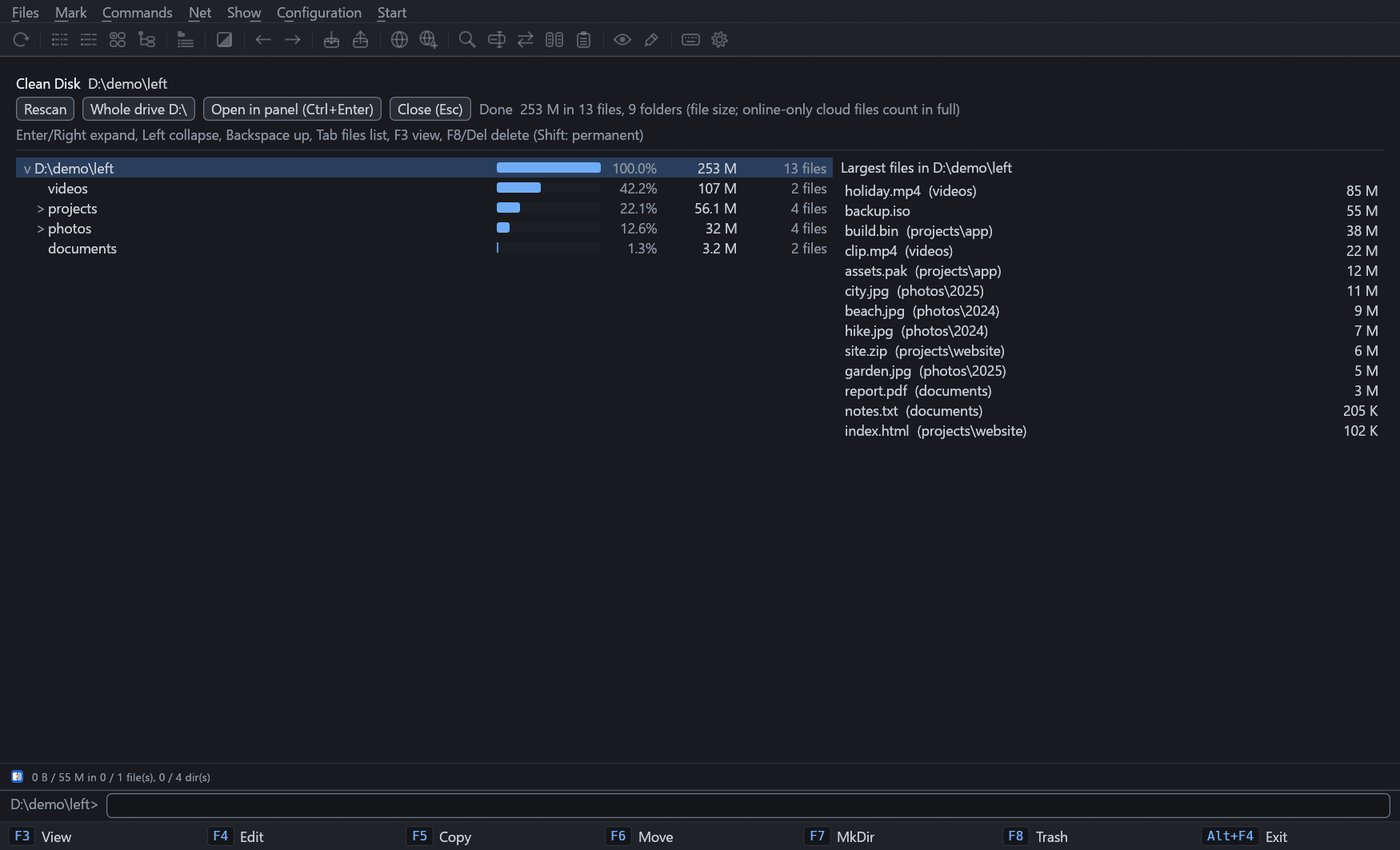 Files Mark Commands Net Show Configuration Start
Clean Disk D:\demo\left
Rescan Whole drive D:\ Open in panel (Ctrl+Enter) Close (Esc) Done 253 M in 13 files, 9 folders (file size; online-only cloud files count in full)
Enter/Right expand, Left collapse, Backspace up, Tab files list, F3 view, F8/Del delete (Shift: permanent)
v D:\demo\left 100.0% 253 M 13 files
videos 42.2% 107 M 2 files
> projects 22.1% 56.1 M 4 files
> photos 12.6% 32 M 4 files
documents 1.3% 3.2 M 2 files
Largest files in D:\demo\left
holiday.mp4 (videos) 85 M
backup.iso 55 M
build.bin (projects\app) 38 M
clip.mp4 (videos) 22 M
assets.pak (projects\app) 12 M
city.jpg (photos\2025) 11 M
beach.jpg (photos\2024) 9 M
hike.jpg (photos\2024) 7 M
site.zip (projects\website) 6 M
garden.jpg (photos\2025) 5 M
report.pdf (documents) 3 M
notes.txt (documents) 205 K
index.html (projects\website) 102 K
0 B / 55 M in 0 / 1 file(s), 0 / 4 dir(s)
D:\demo\left>
F3 View F4 Edit F5 Copy F6 Move F7 MkDir F8 Trash Alt+F4 Exit